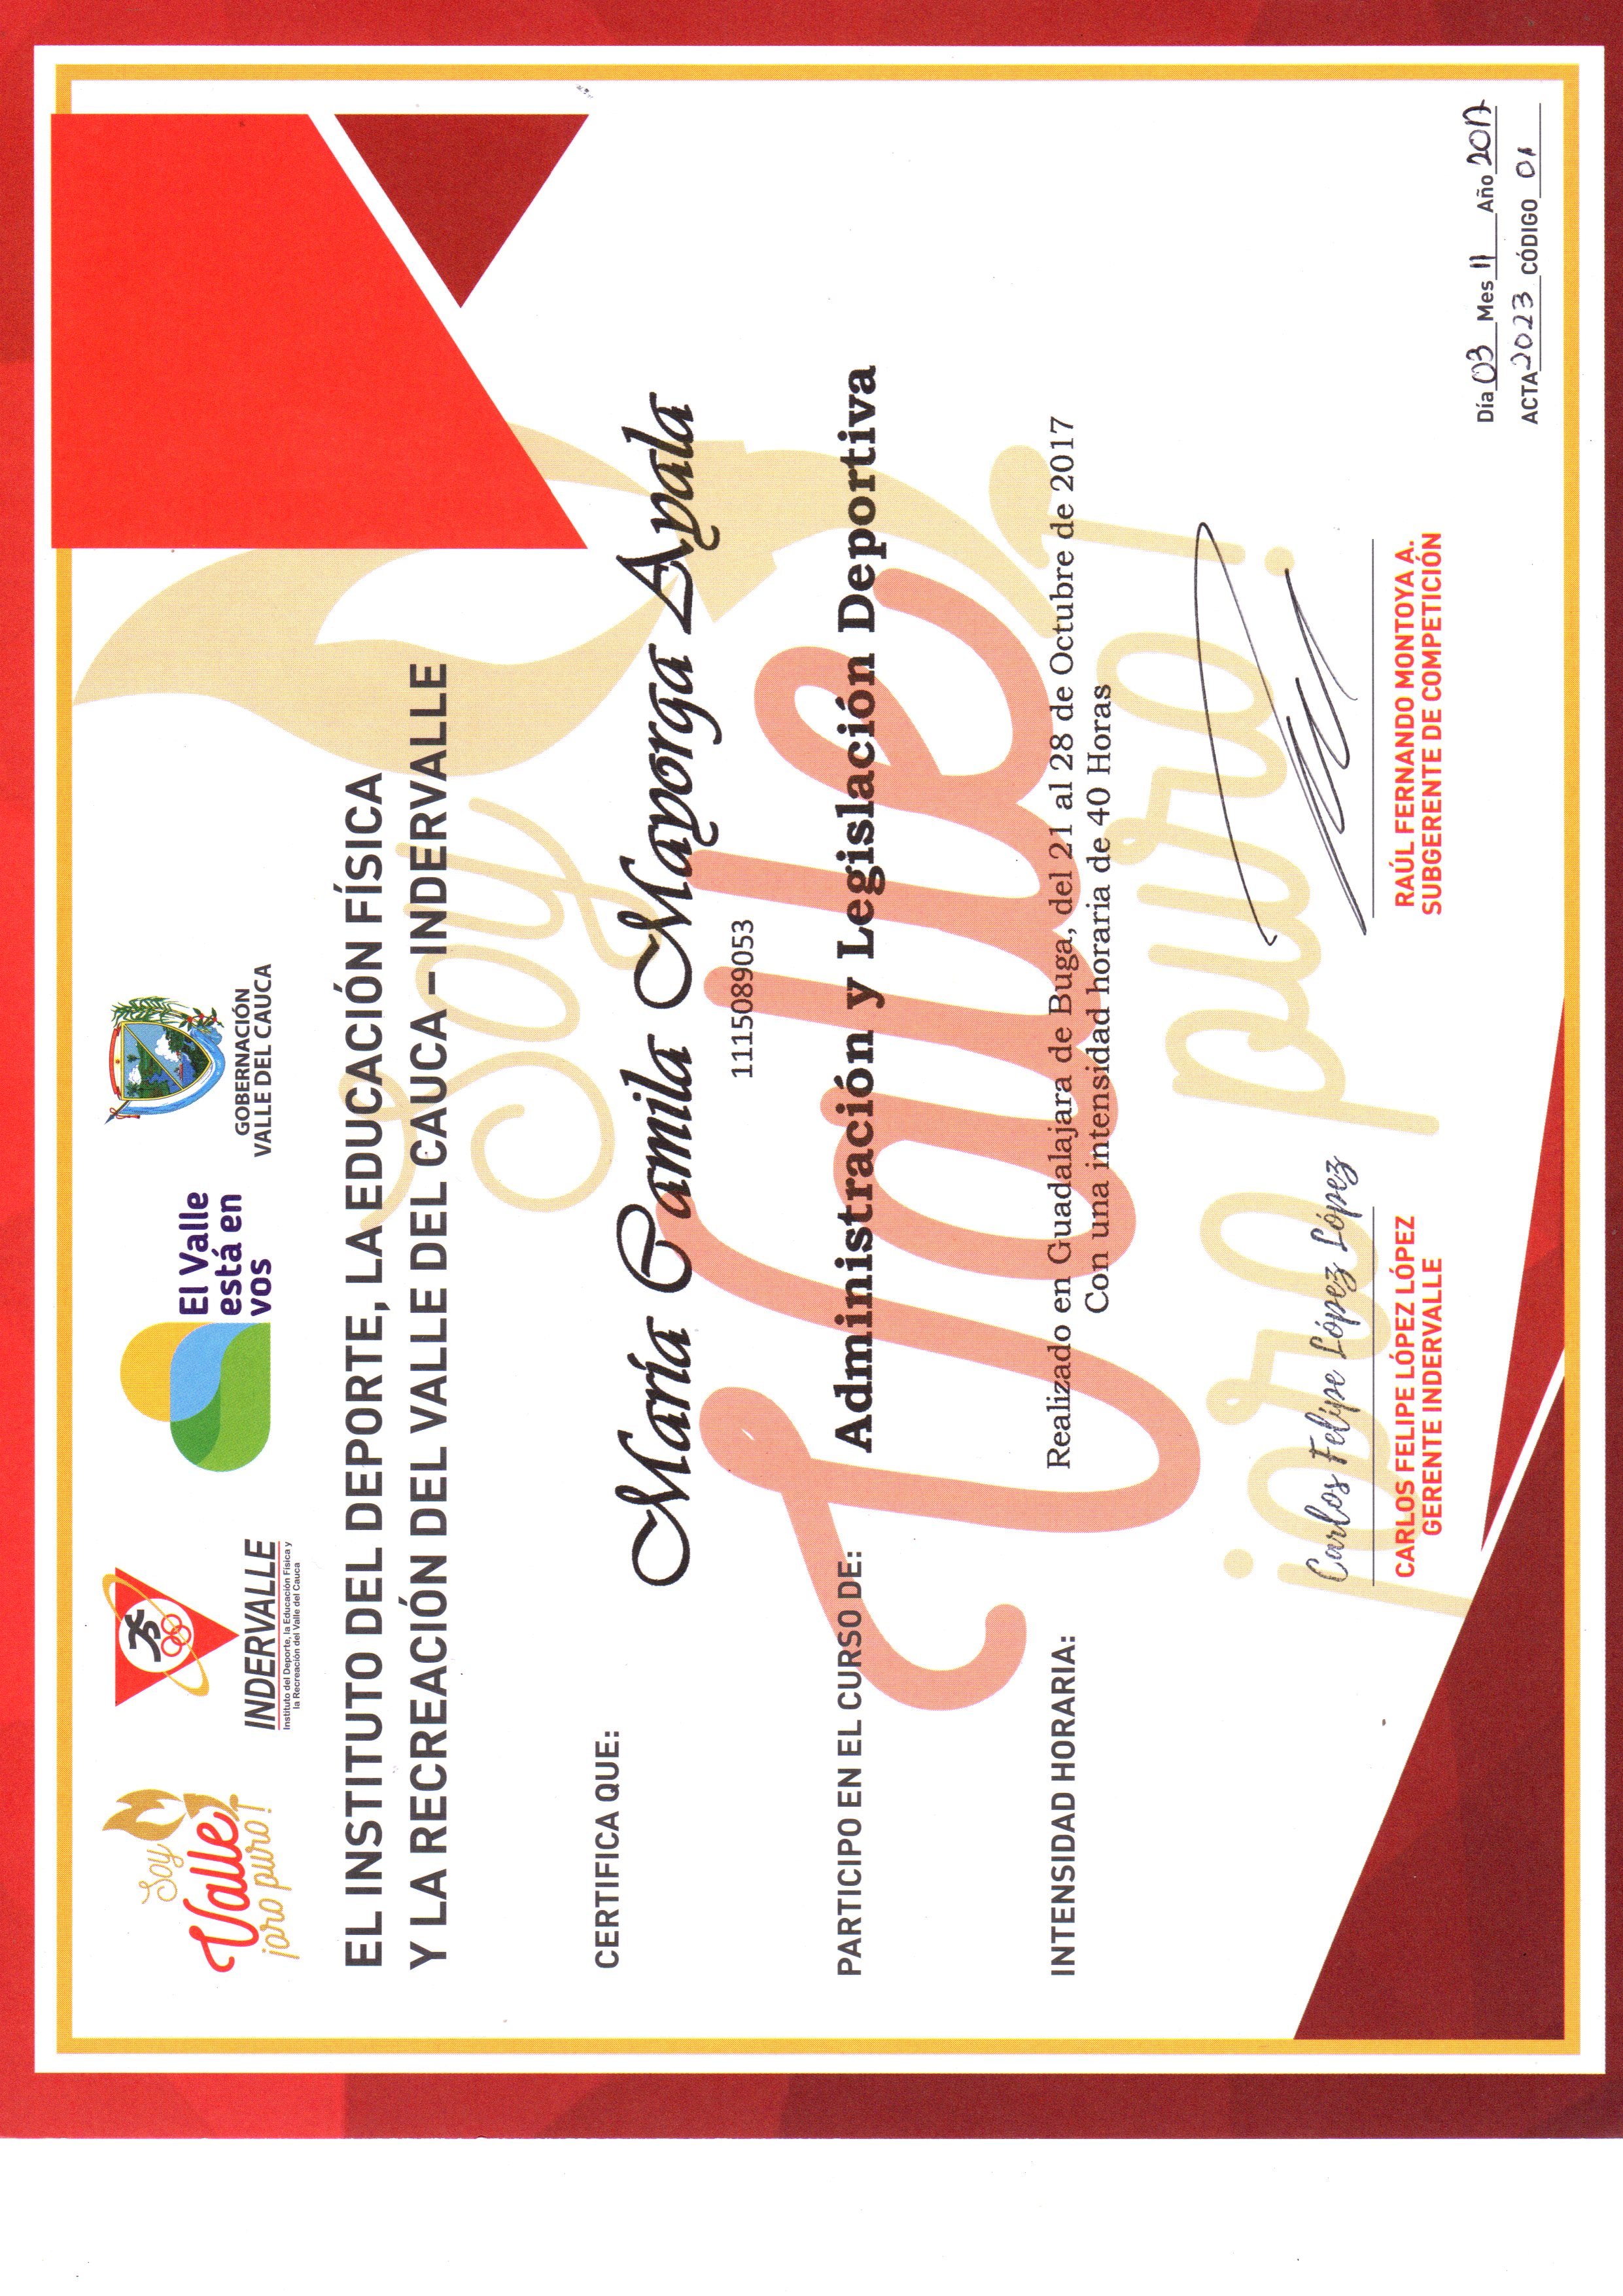 Soy
Valle
¡oro puro!
INDERVALLE
Instituto del Deporte, la Educación Física y
la Recreación del Valle del Cauca
El Valle
está en
vos
GOBERNACIÓN
VALLE DEL CAUCA
EL INSTITUTO DEL DEPORTE, LA EDUCACIÓN FÍSICA
Y LA RECREACIÓN DEL VALLE DEL CAUCA – INDERVALLE
Soy
Valle
¡oro puro!
CERTIFICA QUE:
María Camila Mayorga Ayala
1115089053
PARTICIPO EN EL CURSO DE:
Administración y Legislación Deportiva
INTENSIDAD HORARIA:
Realizado en Guadalajara de Buga, del 21 al 28 de Octubre de 2017
Con una intensidad horaria de 40 Horas
Carlos Felipe López López
CARLOS FELIPE LÓPEZ LÓPEZ
GERENTE INDERVALLE
RAÚL FERNANDO MONTOYA A.
SUBGERENTE DE COMPETICIÓN
Día 03 Mes 11 Año 2017
ACTA 2023 CÓDIGO 01